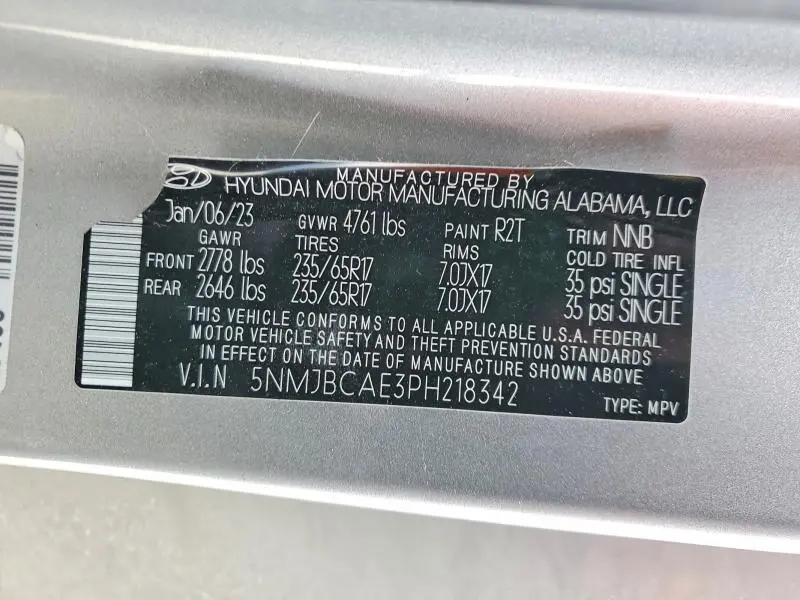 MANUFACTURED BY
HYUNDAI MOTOR MANUFACTURING ALABAMA, LLC
Jan/06/23 GVWR 4761 lbs PAINT R2T TRIM NNB
GAWR TIRES RIMS COLD TIRE INFL
FRONT 2778 lbs 235/65R17 7.0JX17 35 psi SINGLE
REAR 2646 lbs 235/65R17 7.0JX17 35 psi SINGLE
THIS VEHICLE CONFORMS TO ALL APPLICABLE U.S.A. FEDERAL
MOTOR VEHICLE SAFETY AND THEFT PREVENTION STANDARDS
IN EFFECT ON THE DATE OF MANUFACTURE SHOWN ABOVE.
V.I.N 5NMJBCAE3PH218342
TYPE: MPV